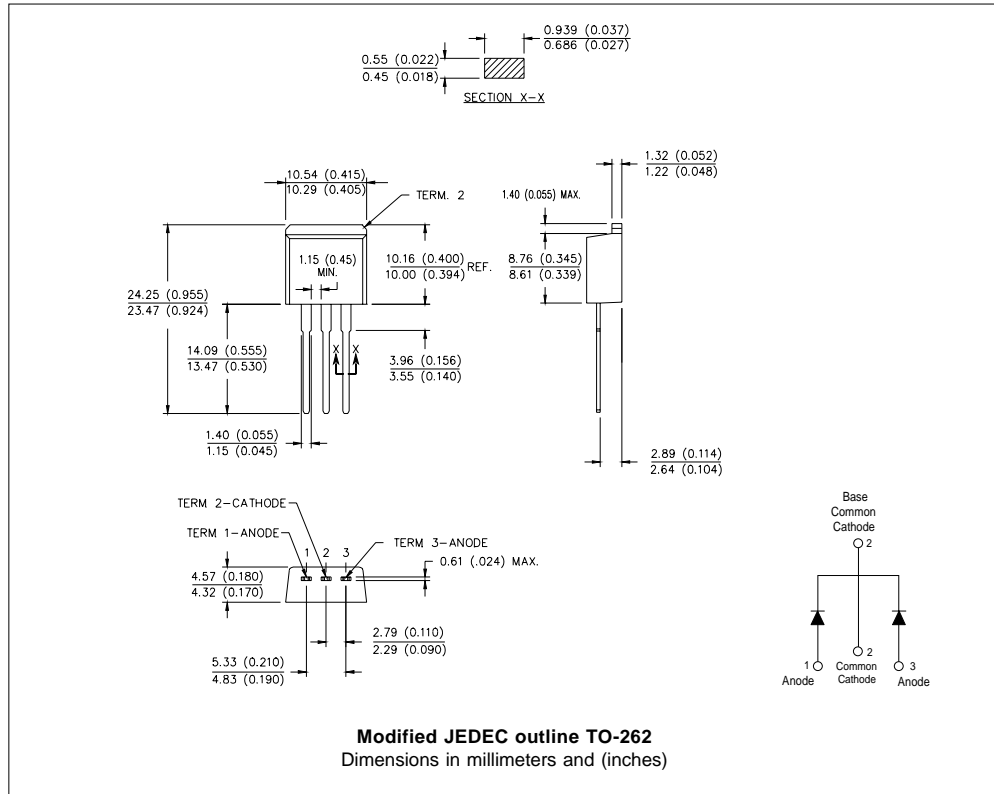 0.939 (0.037)
0.686 (0.027)
0.55 (0.022)
0.45 (0.018)
SECTION X-X
10.54 (0.415)
10.29 (0.405)
TERM. 2
1.15 (0.45)
MIN.
10.16 (0.400)
10.00 (0.394)
REF.
24.25 (0.955)
23.47 (0.924)
14.09 (0.555)
13.47 (0.530)
X X
3.96 (0.156)
3.55 (0.140)
1.40 (0.055)
1.15 (0.045)
1.32 (0.052)
1.22 (0.048)
1.40 (0.055) MAX.
8.76 (0.345)
8.61 (0.339)
2.89 (0.114)
2.64 (0.104)
TERM 2-CATHODE
TERM 1-ANODE
TERM 3-ANODE
1 2 3
0.61 (.024) MAX.
4.57 (0.180)
4.32 (0.170)
2.79 (0.110)
2.29 (0.090)
5.33 (0.210)
4.83 (0.190)
Base
Common
Cathode
2
2
1
Anode
Common
Cathode
3
Anode
Modified JEDEC outline TO-262
Dimensions in millimeters and (inches)